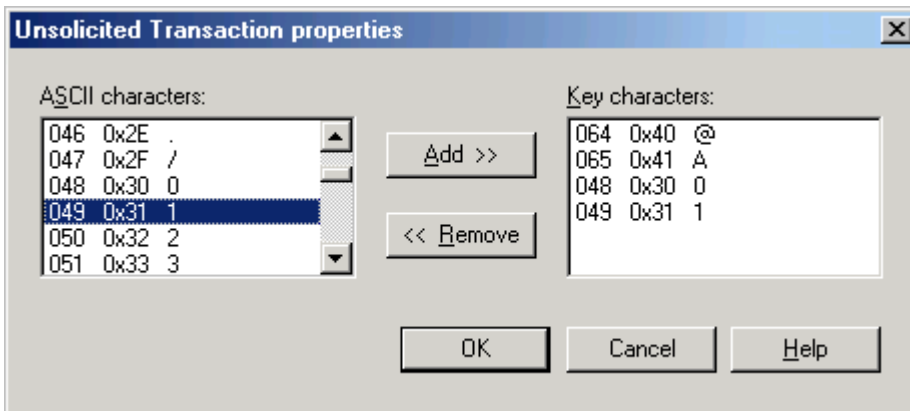 Unsolicited Transaction properties
ASCII characters:
046 0x2E .
047 0x2F /
048 0x30 0
049 0x31 1
050 0x32 2
051 0x33 3
Add >>
<< Remove
Key characters:
064 0x40 @
065 0x41 A
048 0x30 0
049 0x31 1
OK Cancel Help